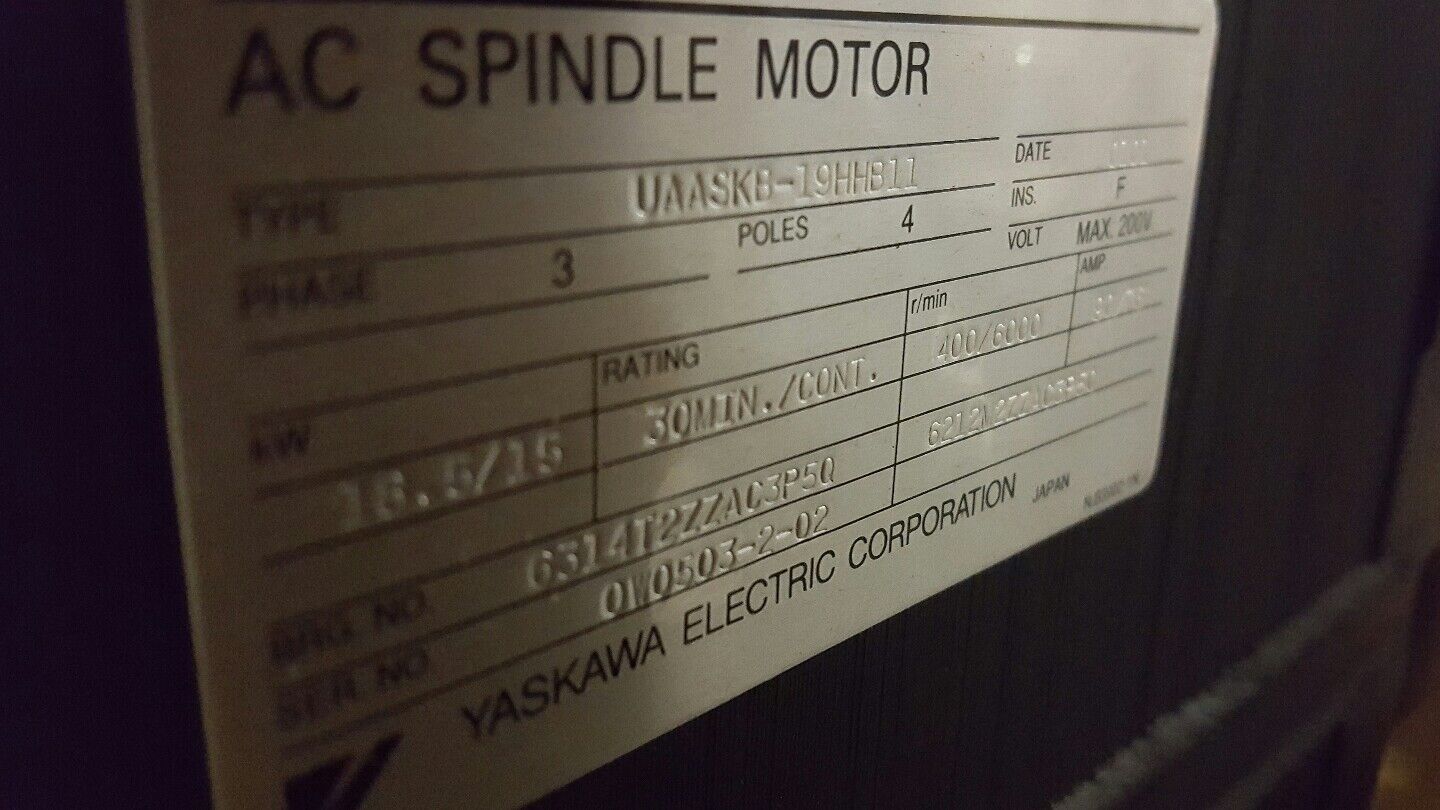 AC SPINDLE MOTOR
TYPE UAASKB-19HHB11 DATE
PHASE 3 POLES 4 INS. F
VOLT MAX. 200V
kW RATING r/min AMP
18.5/15 30MIN./CONT. 400/6000
BRG. NO. 6314T2ZZAC3P5Q
SER. NO. 0W0503-2-02
YASKAWA ELECTRIC CORPORATION JAPAN